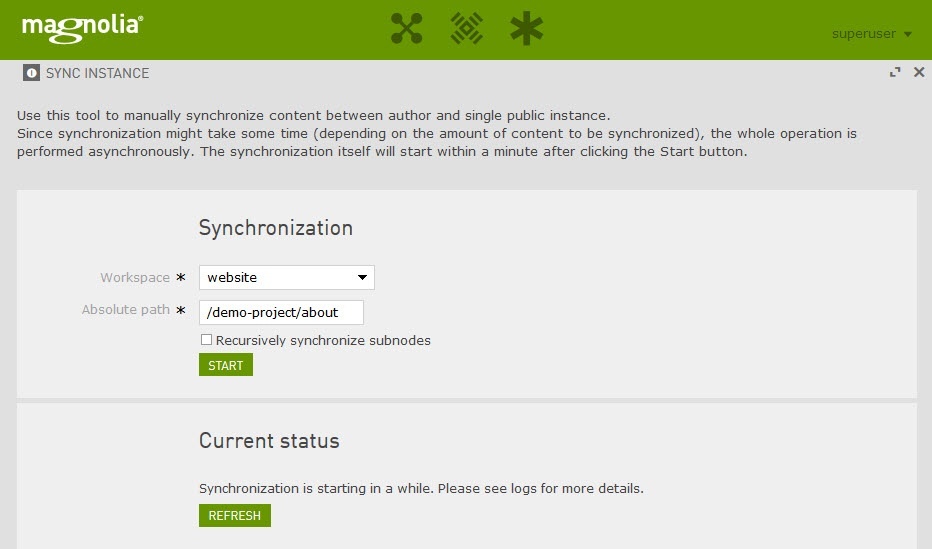 magnolia®
superuser
SYNC INSTANCE
Use this tool to manually synchronize content between author and single public instance.
Since synchronization might take some time (depending on the amount of content to be synchronized), the whole operation is
performed asynchronously. The synchronization itself will start within a minute after clicking the Start button.
Synchronization
Workspace * website
Absolute path * /demo-project/about
Recursively synchronize subnodes
START
Current status
Synchronization is starting in a while. Please see logs for more details.
REFRESH